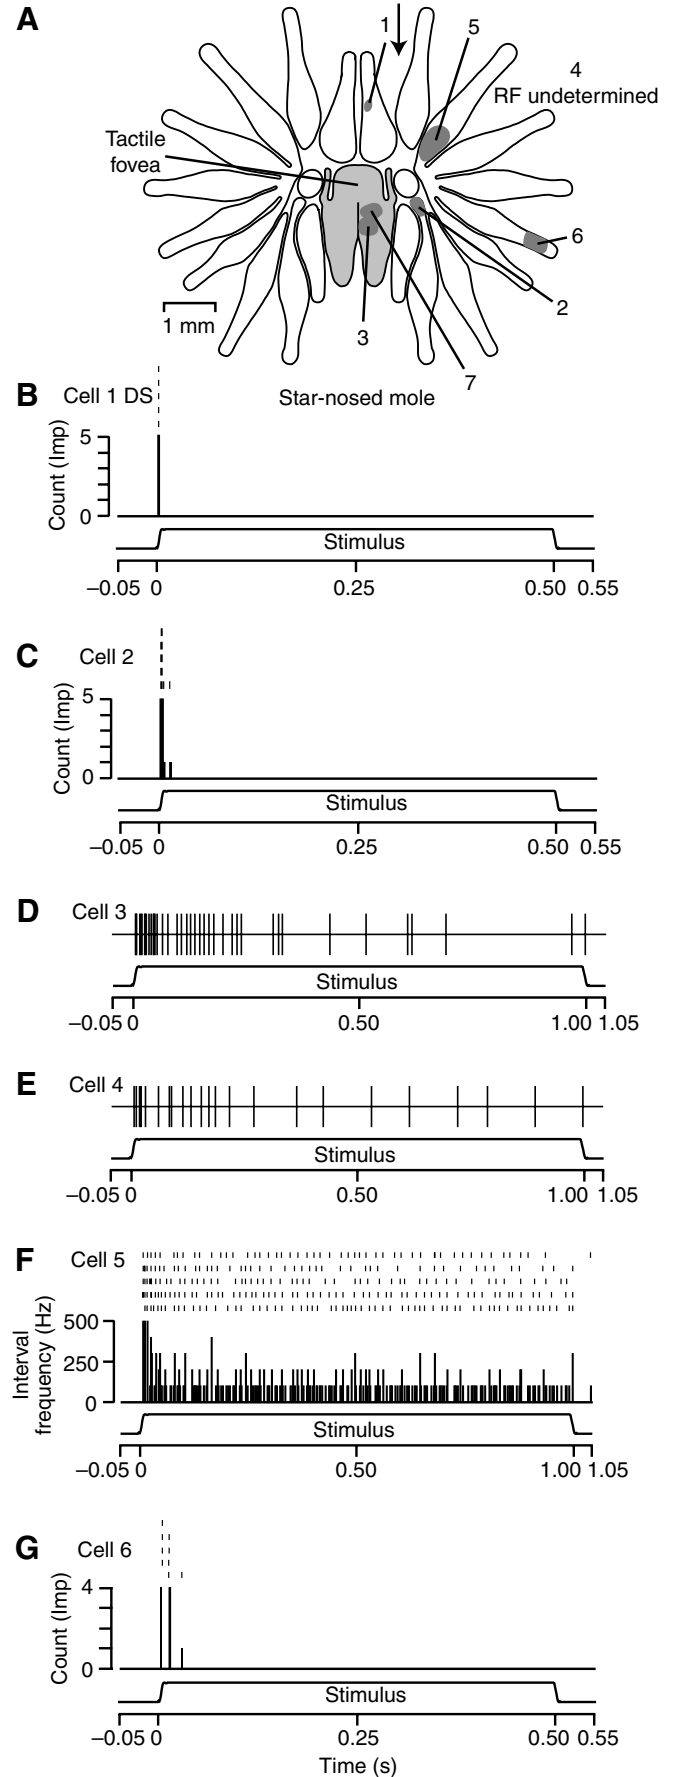 A
1
5
4
RF undetermined
Tactile
fovea
6
1 mm
2
3
7
Star-nosed mole
B
Cell 1 DS
Count (Imp)
5
0
Stimulus
–0.05 0 0.25 0.50 0.55
C
Cell 2
Count (Imp)
5
0
Stimulus
–0.05 0 0.25 0.50 0.55
D
Cell 3
Stimulus
–0.05 0 0.50 1.00 1.05
E
Cell 4
Stimulus
–0.05 0 0.50 1.00 1.05
F
Cell 5
Interval
frequency (Hz)
500
250
0
Stimulus
–0.05 0 0.50 1.00 1.05
G
Cell 6
Count (Imp)
4
0
Stimulus
–0.05 0 0.25 0.50 0.55
Time (s)